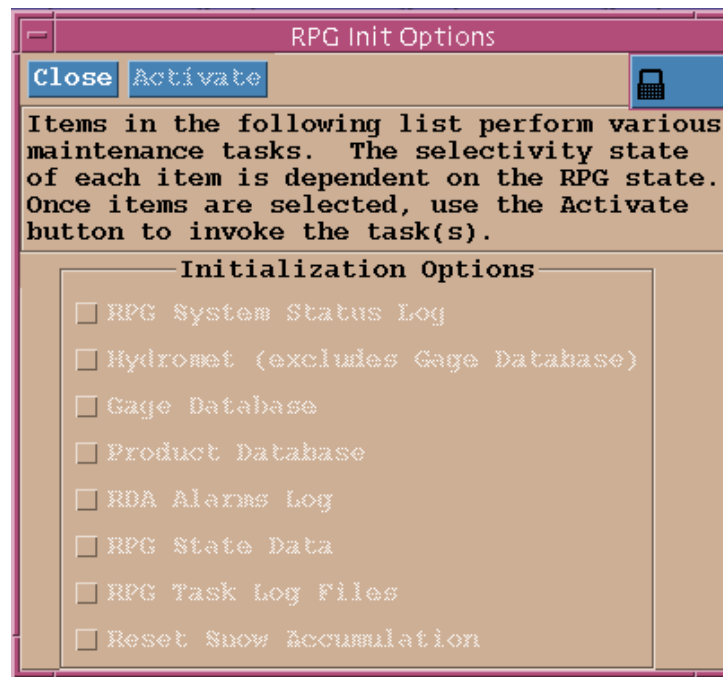 RPG Init Options
Close Activate
Items in the following list perform various
maintenance tasks.  The selectivity state
of each item is dependent on the RPG state.
Once items are selected, use the Activate
button to invoke the task(s).
Initialization Options
RPG System Status Log
Hydromet (excludes Gage Database)
Gage Database
Product Database
RDA Alarms Log
RPG State Data
RPG Task Log Files
Reset Snow Accumulation